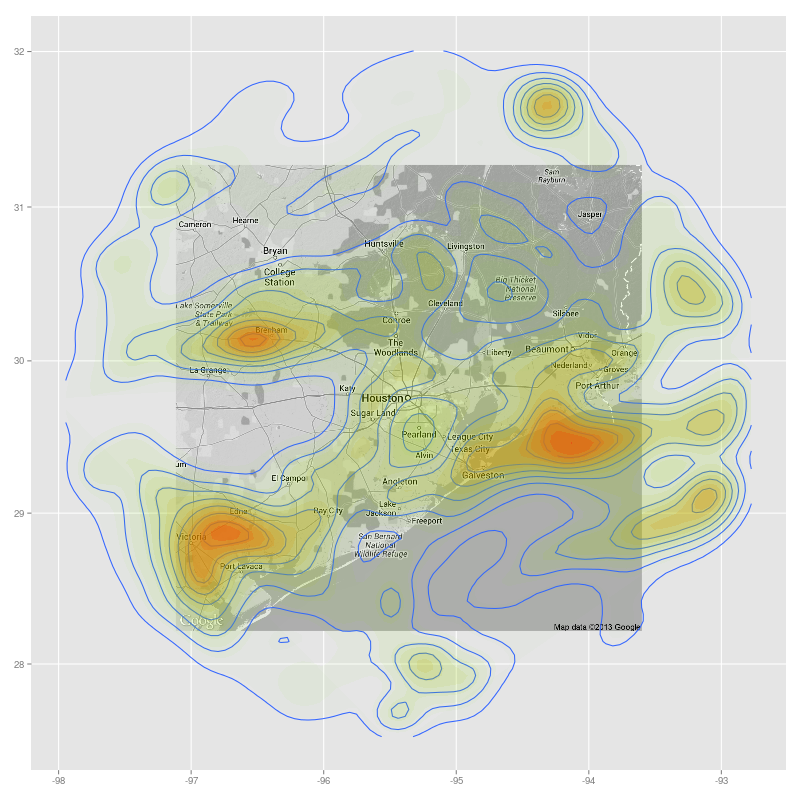 32
31
30
29
28
-98
-97
-96
-95
-94
-93
Sam
Rayburn
Cameron
Hearne
Jasper
Bryan
Huntsville
Livingston
College
Station
Big Thicket
National
Preserve
Lake Somerville
State Park
& Trailway
Cleveland
Silsbee
Conroe
Brenham
The
Woodlands
Vidor
Liberty
Beaumont
Orange
Nederland
Groves
La Grange
Port Arthur
Katy
Houston
Sugar Land
Pearland
League City
Texas City
Alvin
um
El Campo
Angleton
Galveston
Edna
Bay City
Lake
Jackson
Freeport
Victoria
San Bernard
National
Wildlife Refuge
Port Lavaca
Google
Map data ©2013 Google